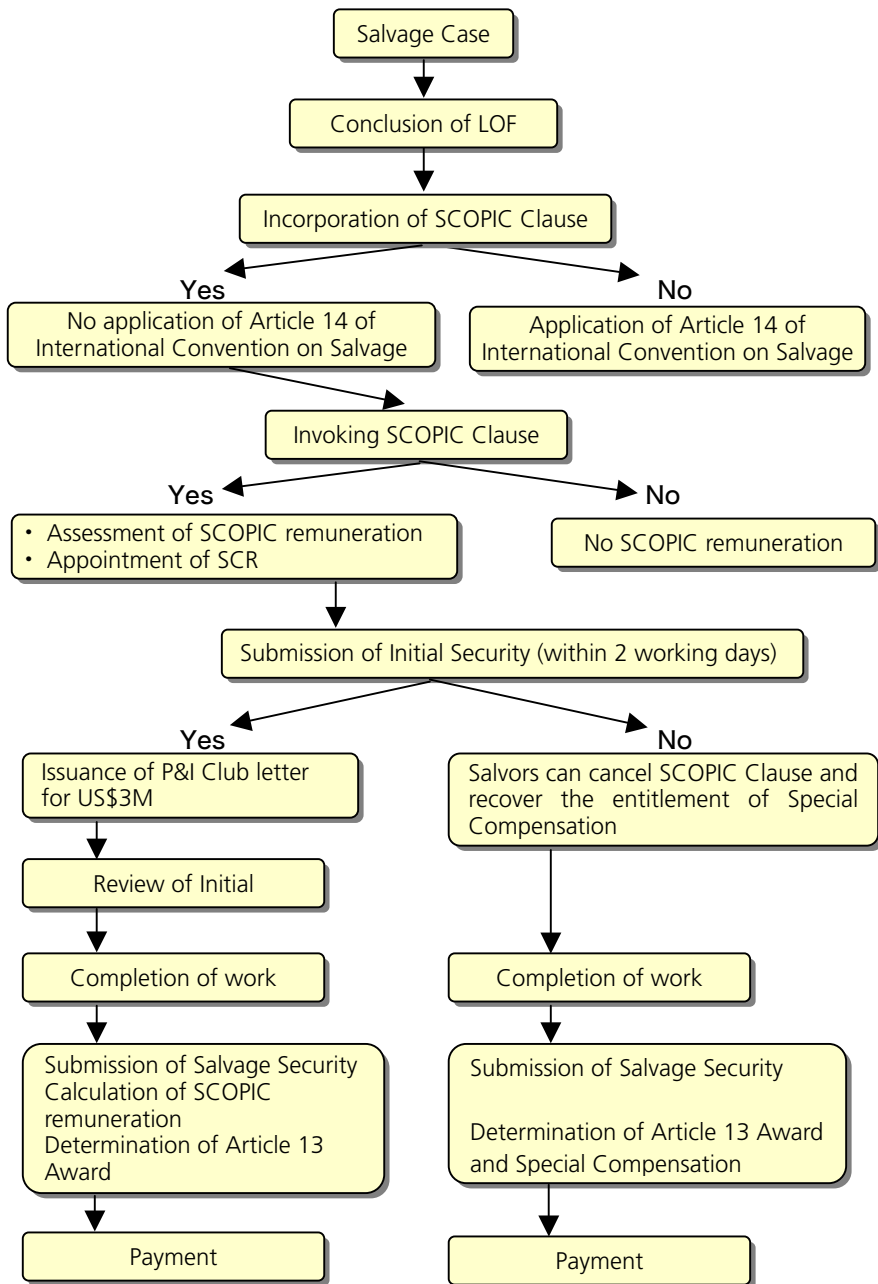 Salvage Case
Conclusion of LOF
Incorporation of SCOPIC Clause
Yes
No
No application of Article 14 of
International Convention on Salvage
Application of Article 14 of
International Convention on Salvage
Invoking SCOPIC Clause
Yes
No
・ Assessment of SCOPIC remuneration
・ Appointment of SCR
No SCOPIC remuneration
Submission of Initial Security (within 2 working days)
Yes
No
Issuance of P&I Club letter
for US$3M
Salvors can cancel SCOPIC Clause and
recover the entitlement of Special
Compensation
Review of Initial
Completion of work
Completion of work
Submission of Salvage Security
Calculation of SCOPIC
remuneration
Determination of Article 13
Award
Submission of Salvage Security
Determination of Article 13 Award
and Special Compensation
Payment
Payment